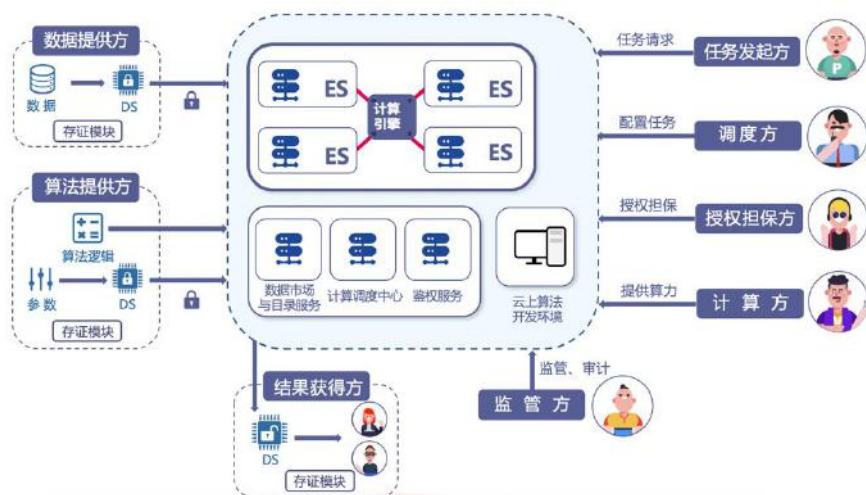 数据提供方
数据
DS
存证模块
算法提供方
算法逻辑
参数
DS
存证模块
ES
ES
计算
引擎
ES
ES
数据市场
与目录服务
计算调度中心
鉴权服务
云上算法
开发环境
任务请求
任务发起方
P
配置任务
调度方
授权担保
授权担保方
提供算力
计算方
监管、审计
监管方
结果获得方
DS
存证模块